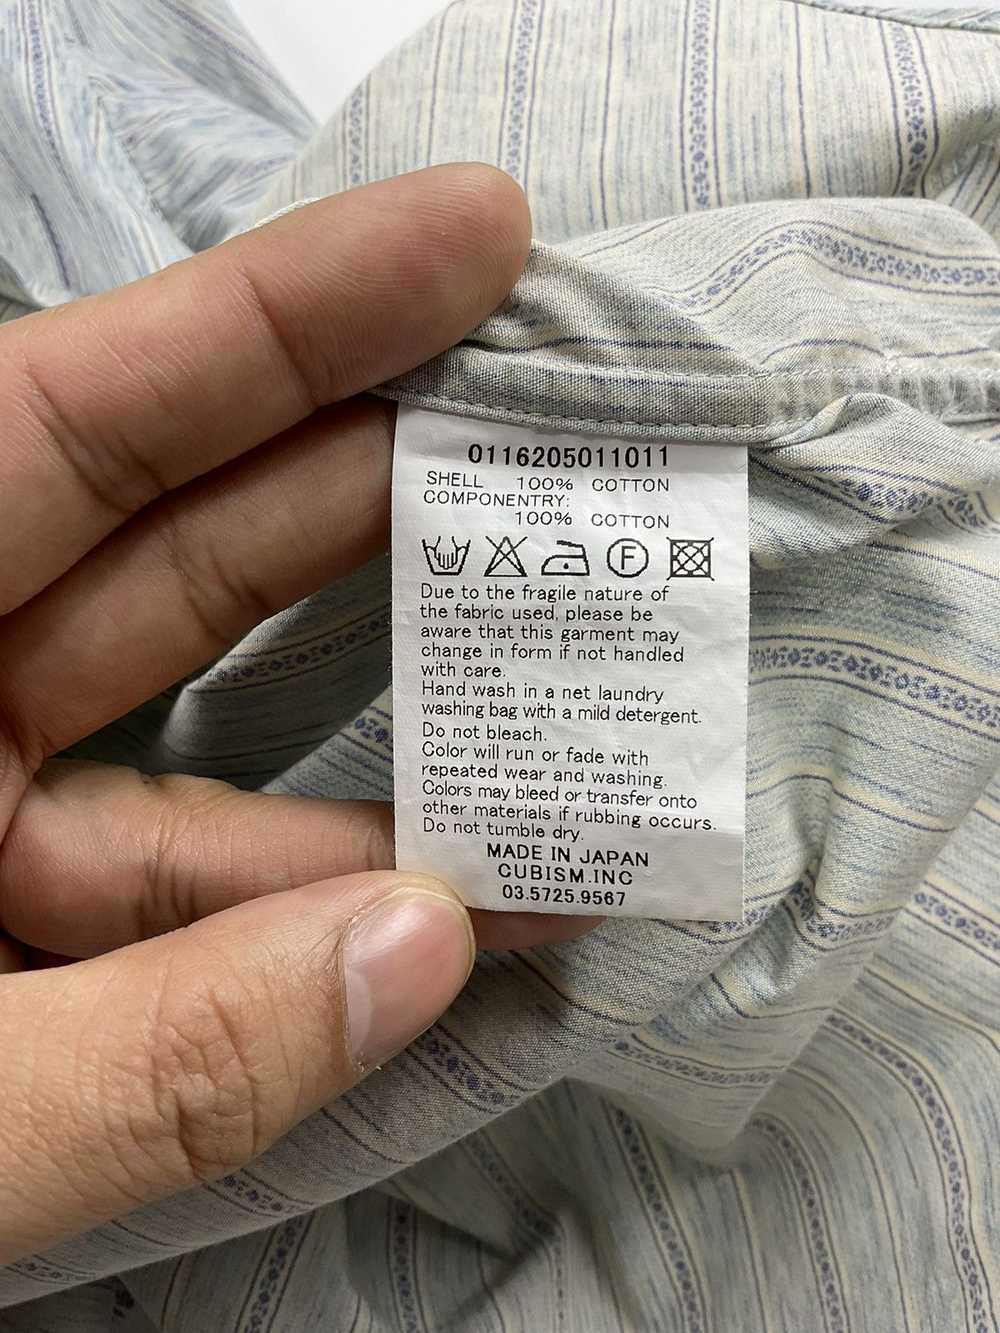 0116205011011
SHELL 100% COTTON
COMPONENTRY:
100% COTTON
F
Due to the fragile nature of
the fabric used, please be
aware that this garment may
change in form if not handled
with care.
Hand wash in a net laundry
washing bag with a mild detergent.
Do not bleach.
Color will run or fade with
repeated wear and washing.
Colors may bleed or transfer onto
other materials if rubbing occurs.
Do not tumble dry.
MADE IN JAPAN
CUBISM.INC
03.5725.9567